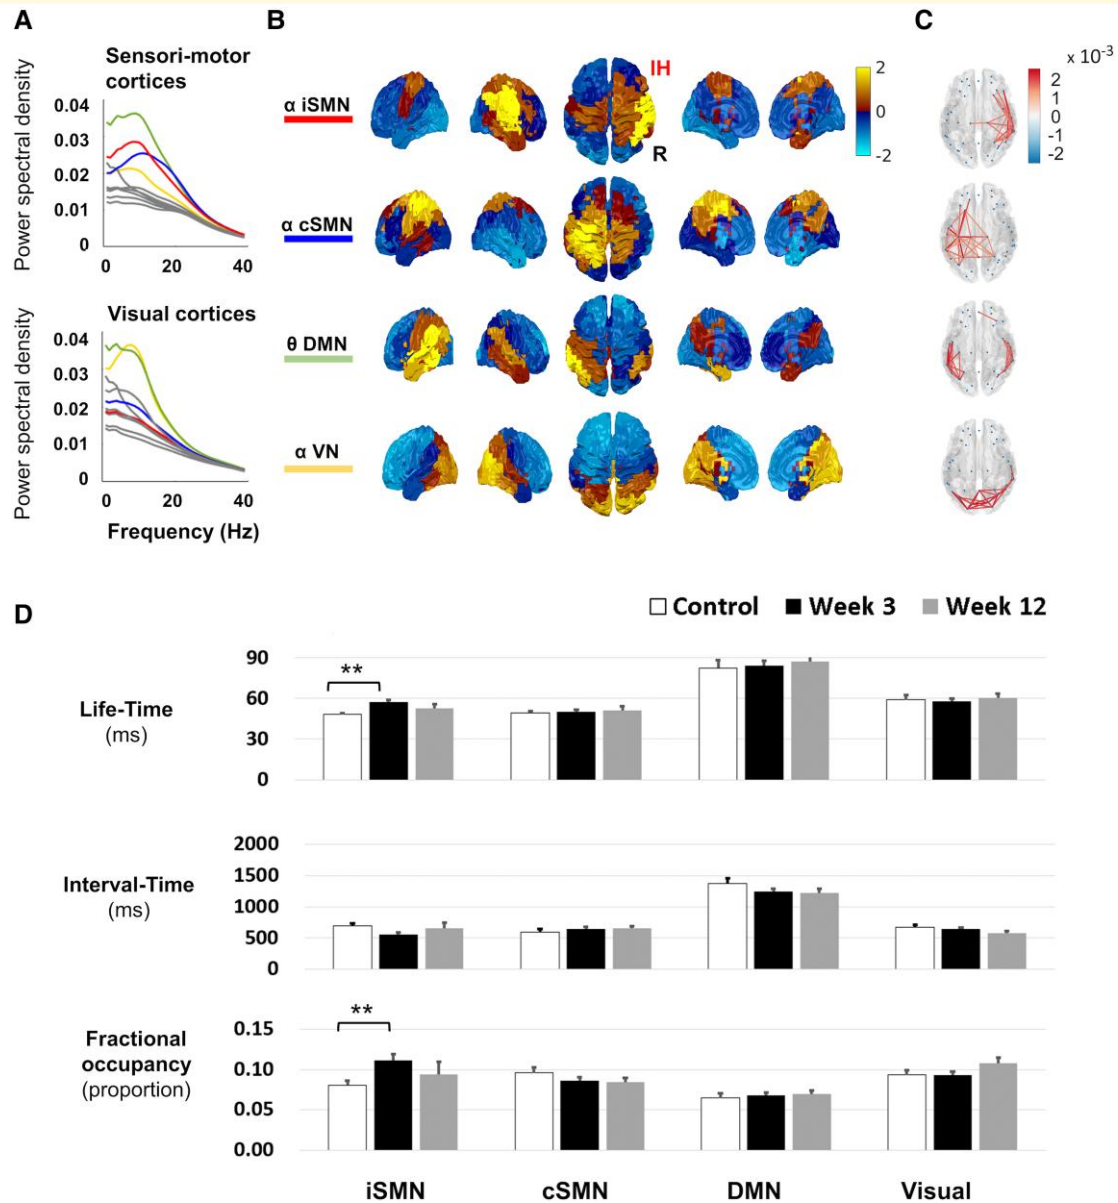 A
B
C
Sensori-motor
cortices
Power spectral density
0.04
0.03
0.02
0.01
0
0
20
40
Visual cortices
Power spectral density
0.04
0.03
0.02
0.01
0
0
20
40
Frequency (Hz)
α iSMN
IH
R
2
0
-2
α cSMN
θ DMN
α VN
x 10⁻³
2
1
0
-1
-2
D
Control
Week 3
Week 12
Life-Time
(ms)
90
60
30
0
**
Interval-Time
(ms)
2000
1500
1000
500
0
Fractional
occupancy
(proportion)
0.15
0.10
0.05
0.00
**
iSMN
cSMN
DMN
Visual